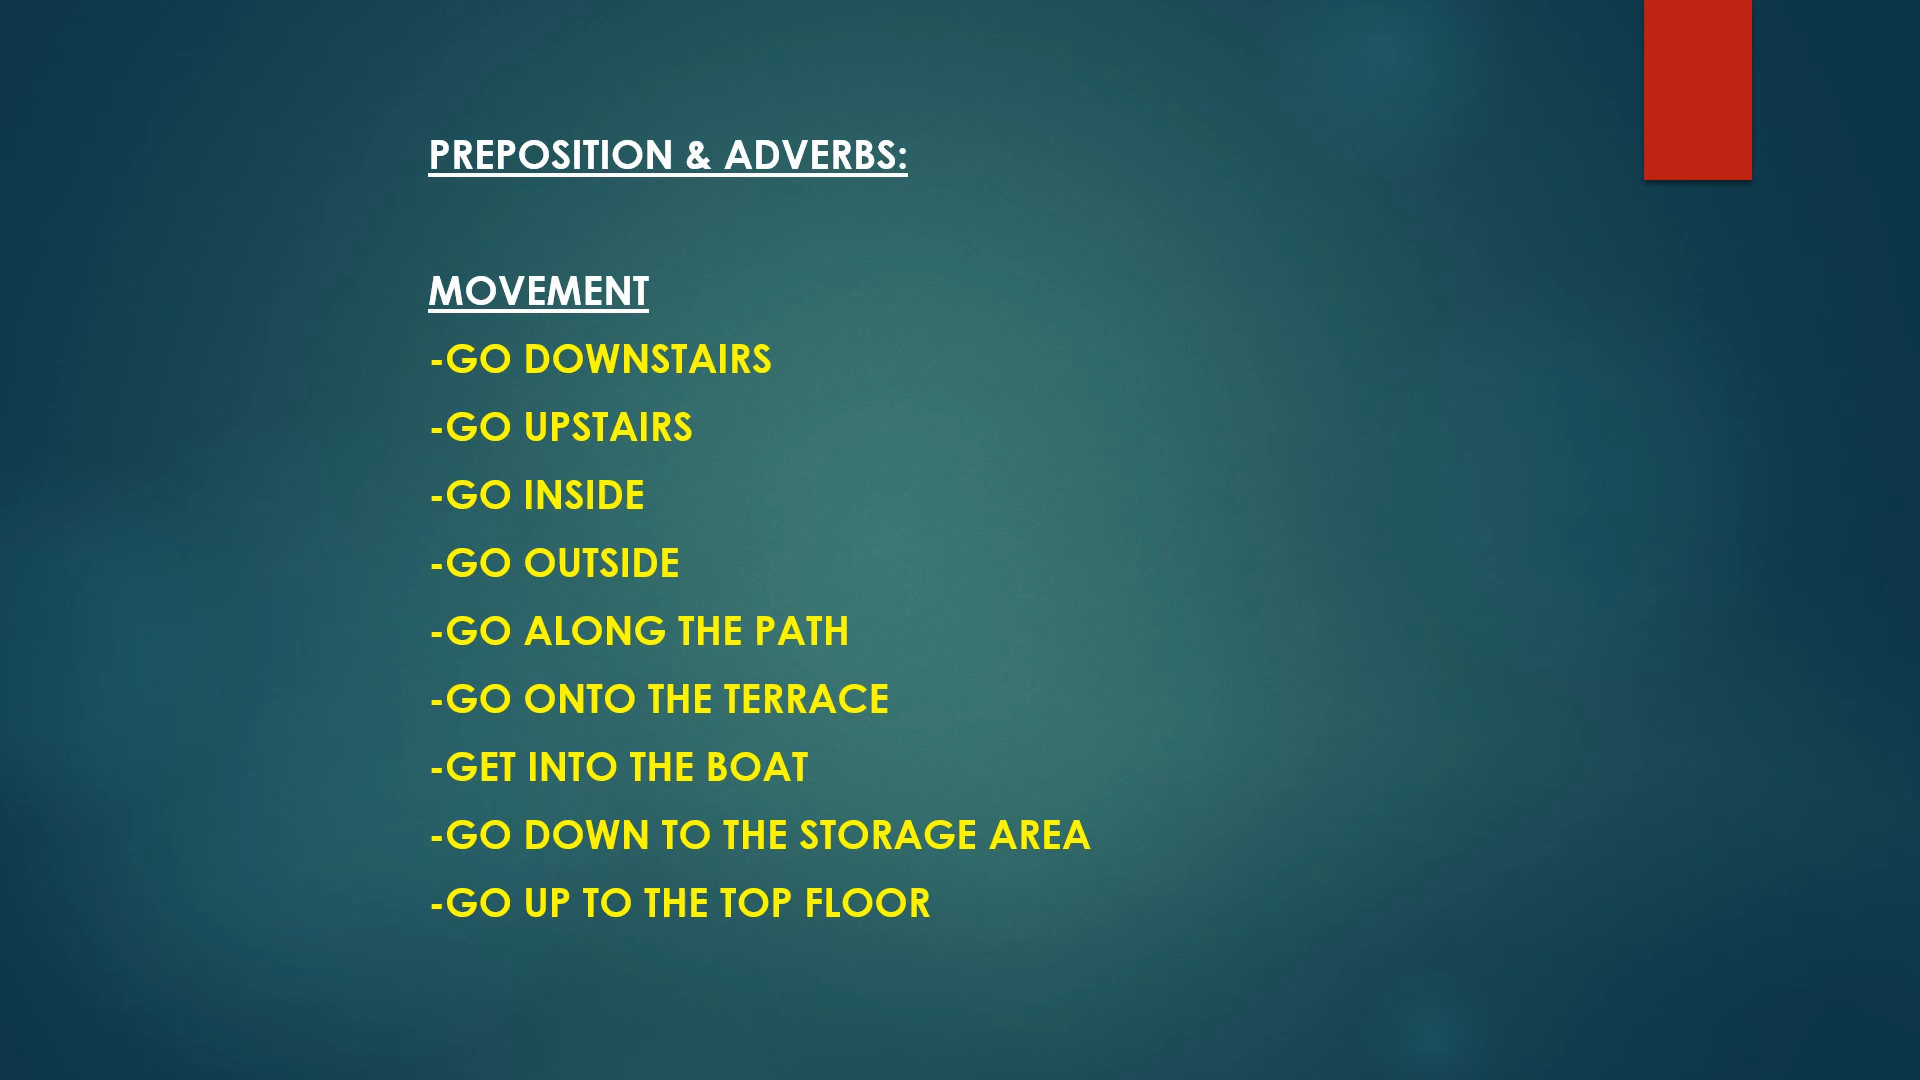 PREPOSITION & ADVERBS:
MOVEMENT
-GO DOWNSTAIRS
-GO UPSTAIRS
-GO INSIDE
-GO OUTSIDE
-GO ALONG THE PATH
-GO ONTO THE TERRACE
-GET INTO THE BOAT
-GO DOWN TO THE STORAGE AREA
-GO UP TO THE TOP FLOOR